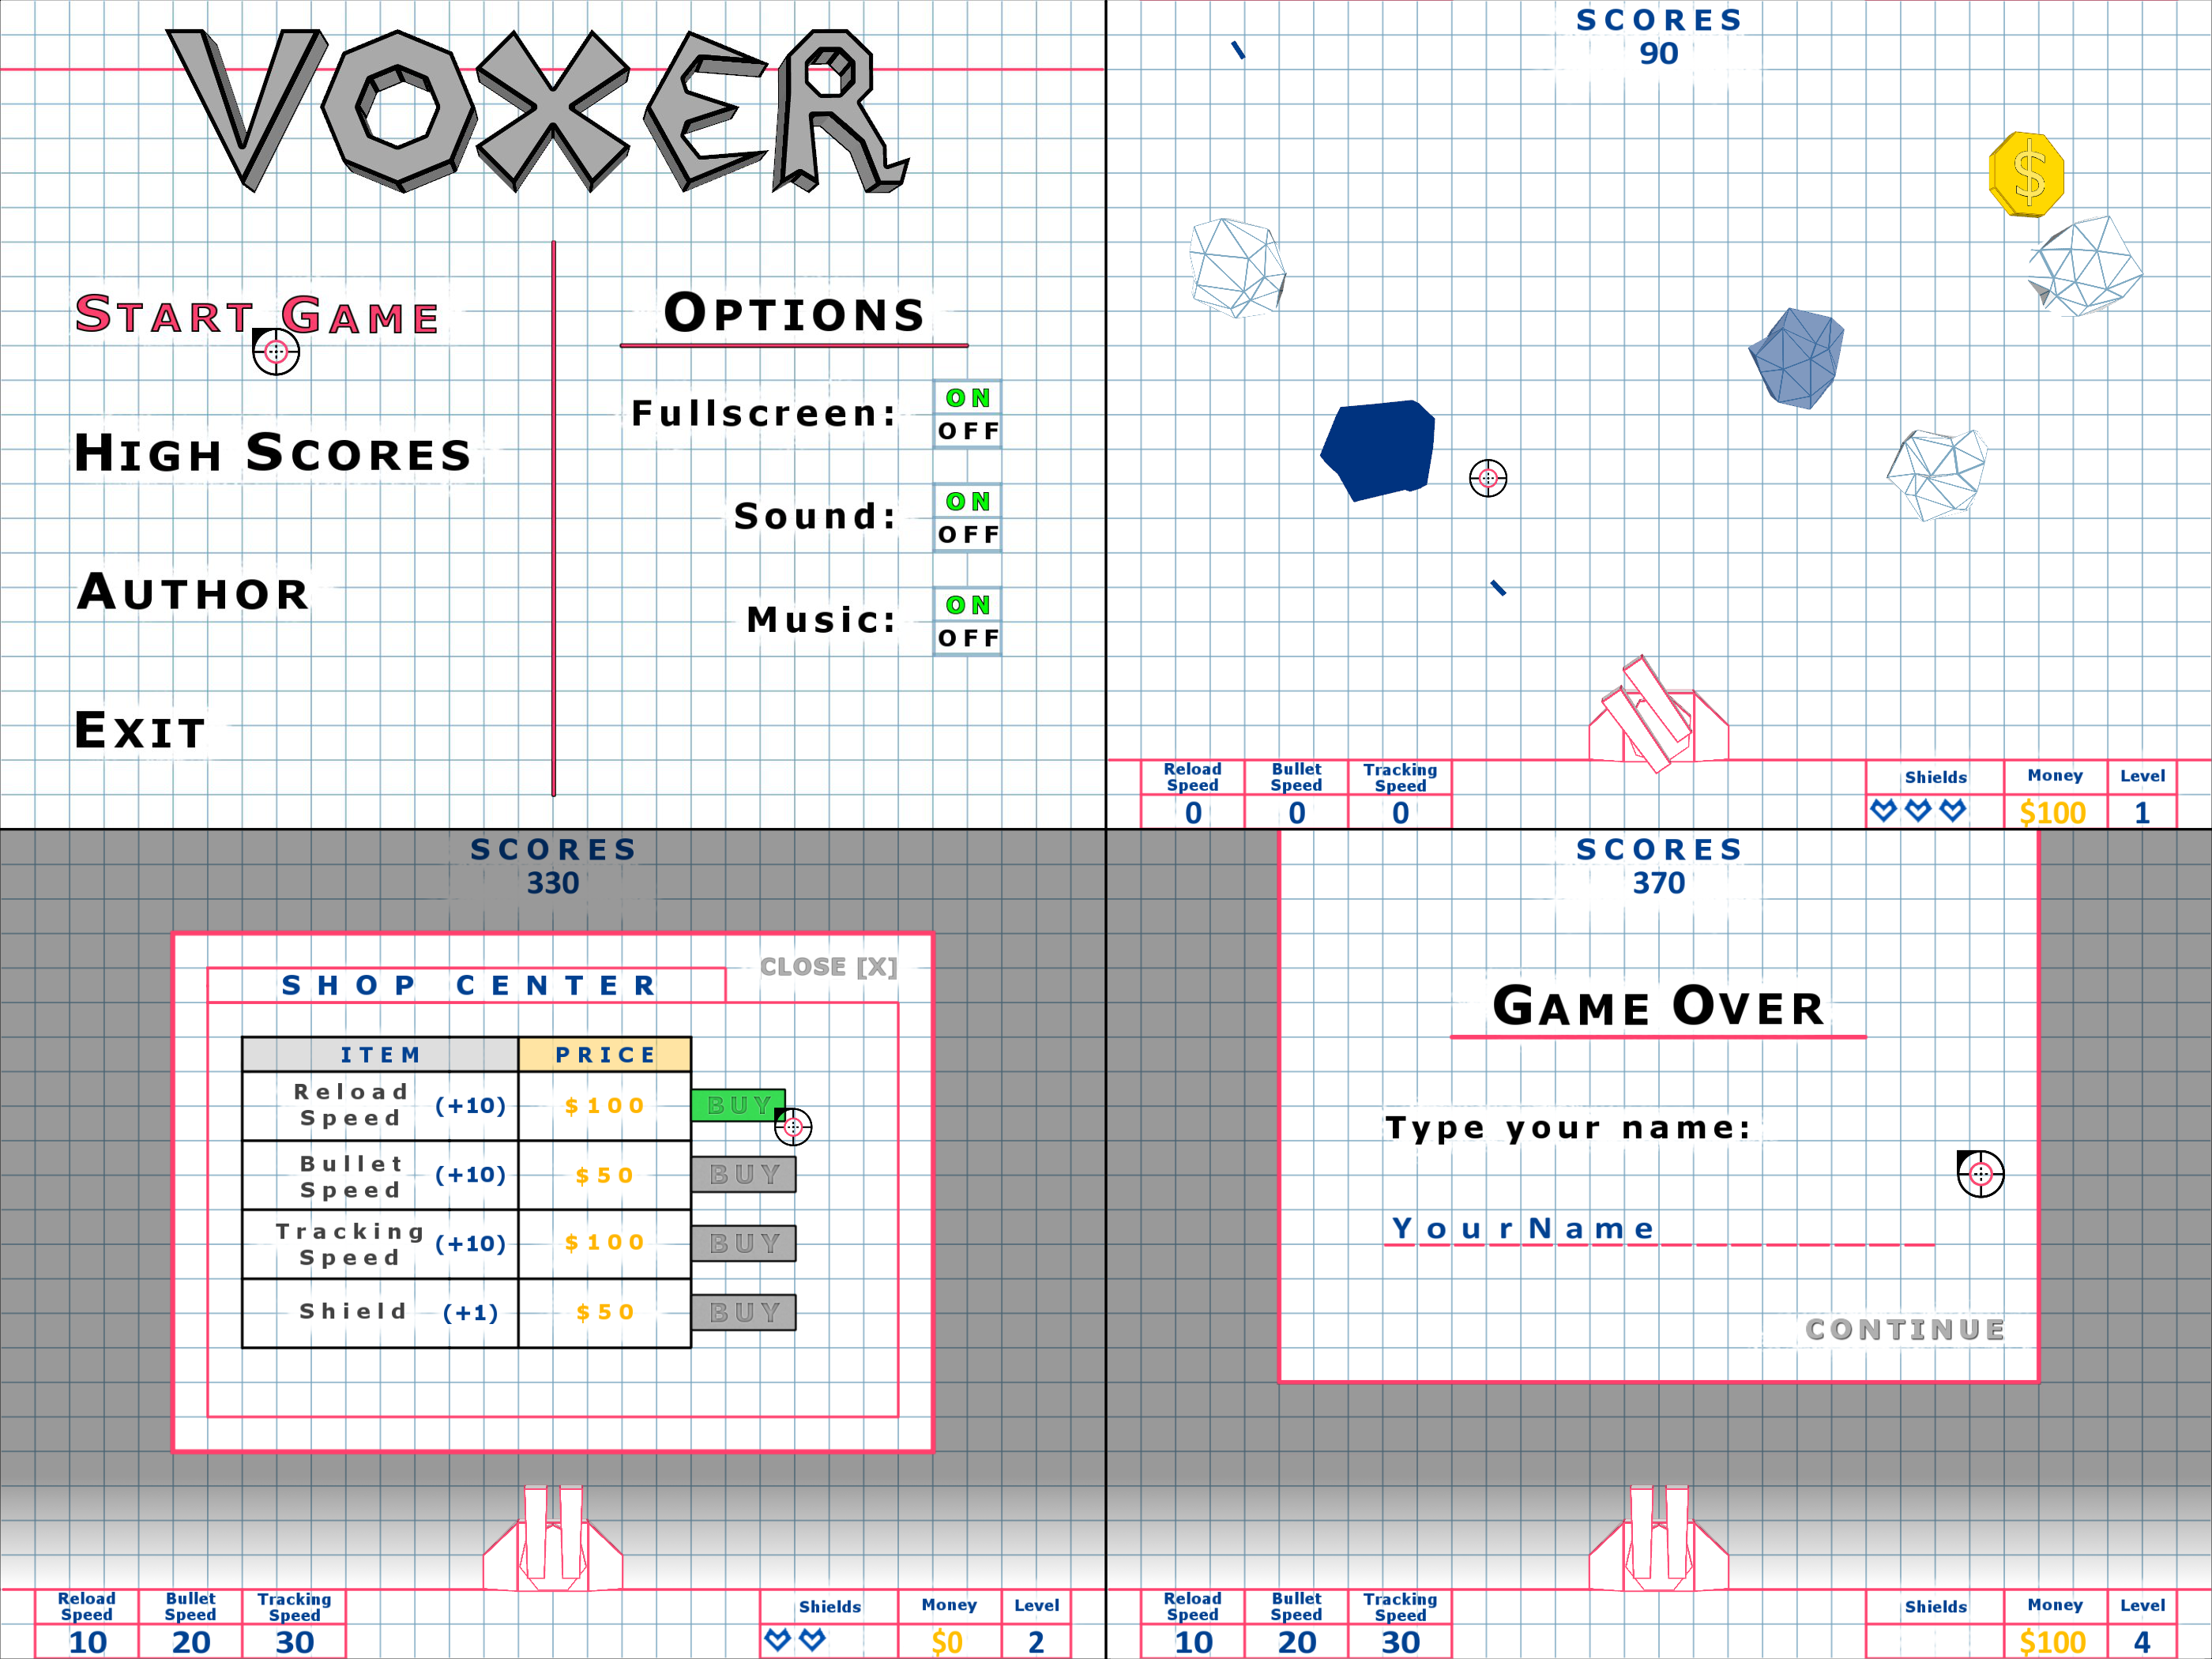 VOXER
START GAME
HIGH SCORES
AUTHOR
EXIT
OPTIONS
Fullscreen:
ON
OFF
Sound:
ON
OFF
Music:
ON
OFF
SCORES
90
$
Reload
Speed
0
Bullet
Speed
0
Tracking
Speed
0
Shields
Money
$100
Level
1
SCORES
330
SHOP CENTER
CLOSE [X]
ITEM PRICE
Reload
Speed
(+10) $100 BUY
Bullet
Speed
(+10) $50 BUY
Tracking
Speed
(+10) $100 BUY
Shield (+1) $50 BUY
Reload
Speed
10
Bullet
Speed
20
Tracking
Speed
30
Shields
Money
$0
Level
2
SCORES
370
GAME OVER
Type your name:
YourName
CONTINUE
Reload
Speed
10
Bullet
Speed
20
Tracking
Speed
30
Shields
Money
$100
Level
4